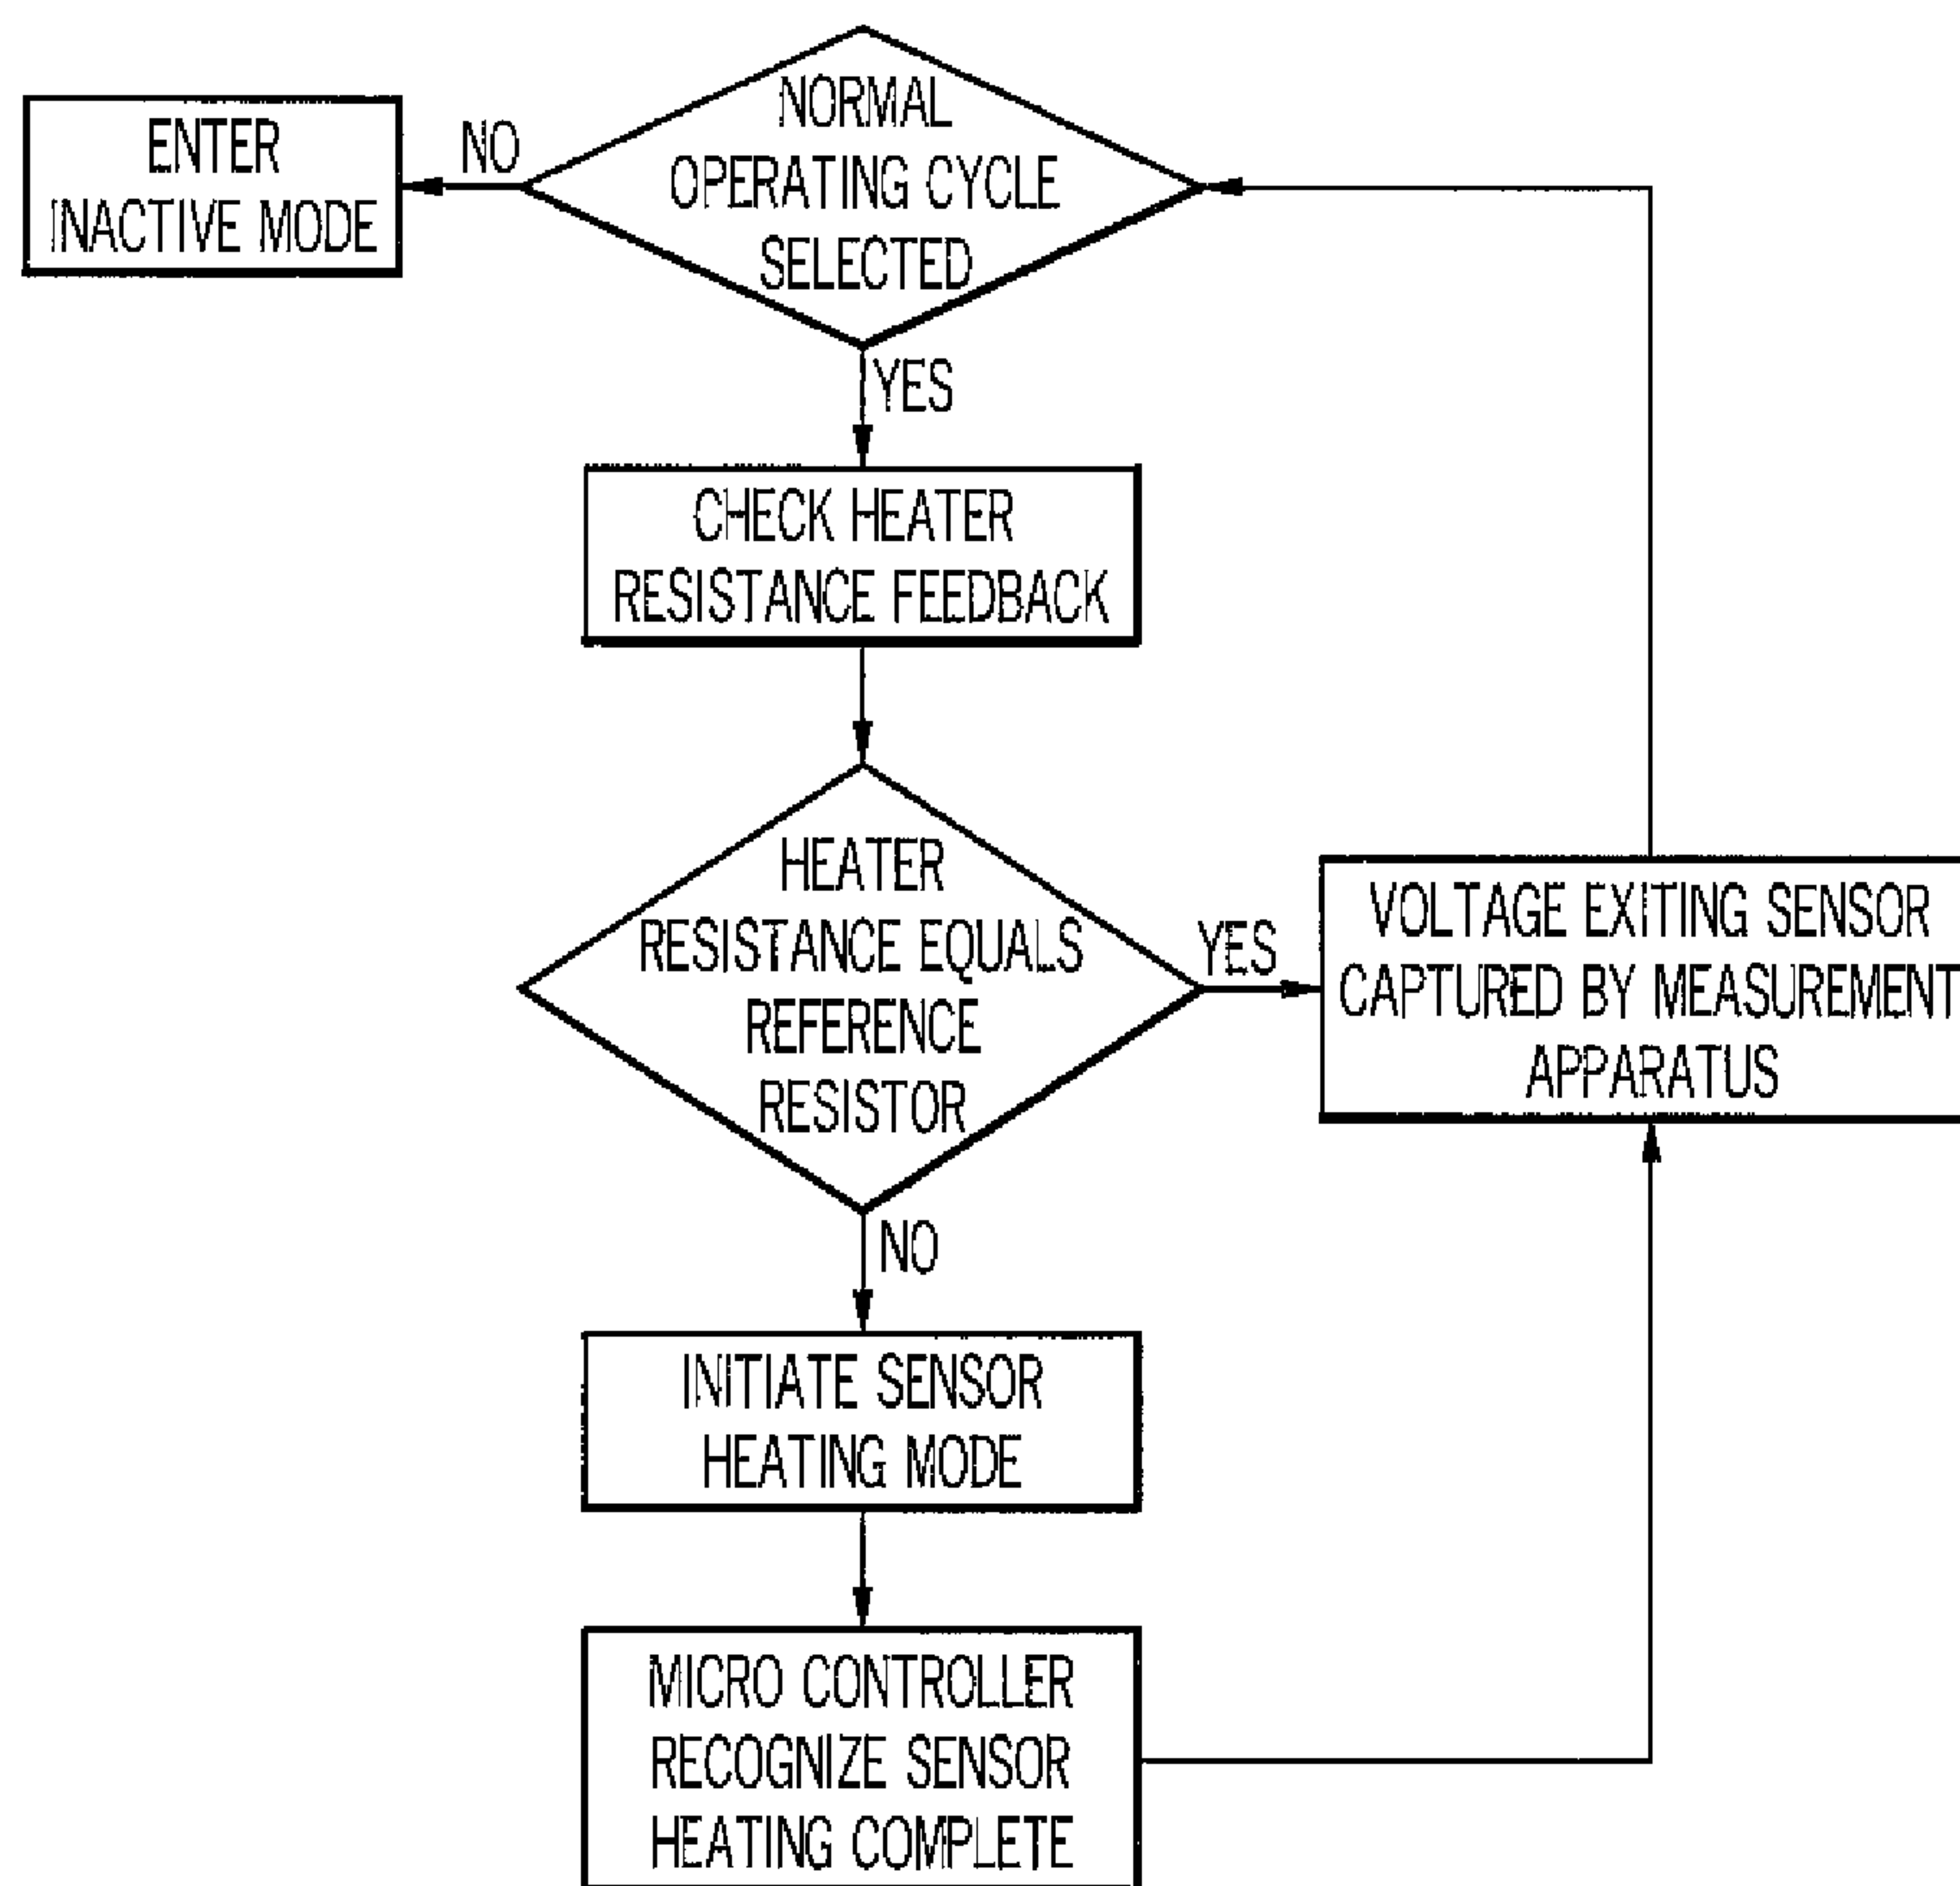 NORMAL
OPERATING CYCLE
SELECTED
NO
ENTER
INACTIVE MODE
YES
CHECK HEATER
RESISTANCE FEEDBACK
HEATER
RESISTANCE EQUALS
REFERENCE
RESISTOR
YES
VOLTAGE EXITING SENSOR
CAPTURED BY MEASUREMENT
APPARATUS
NO
INITIATE SENSOR
HEATING MODE
MICRO CONTROLLER
RECOGNIZE SENSOR
HEATING COMPLETE